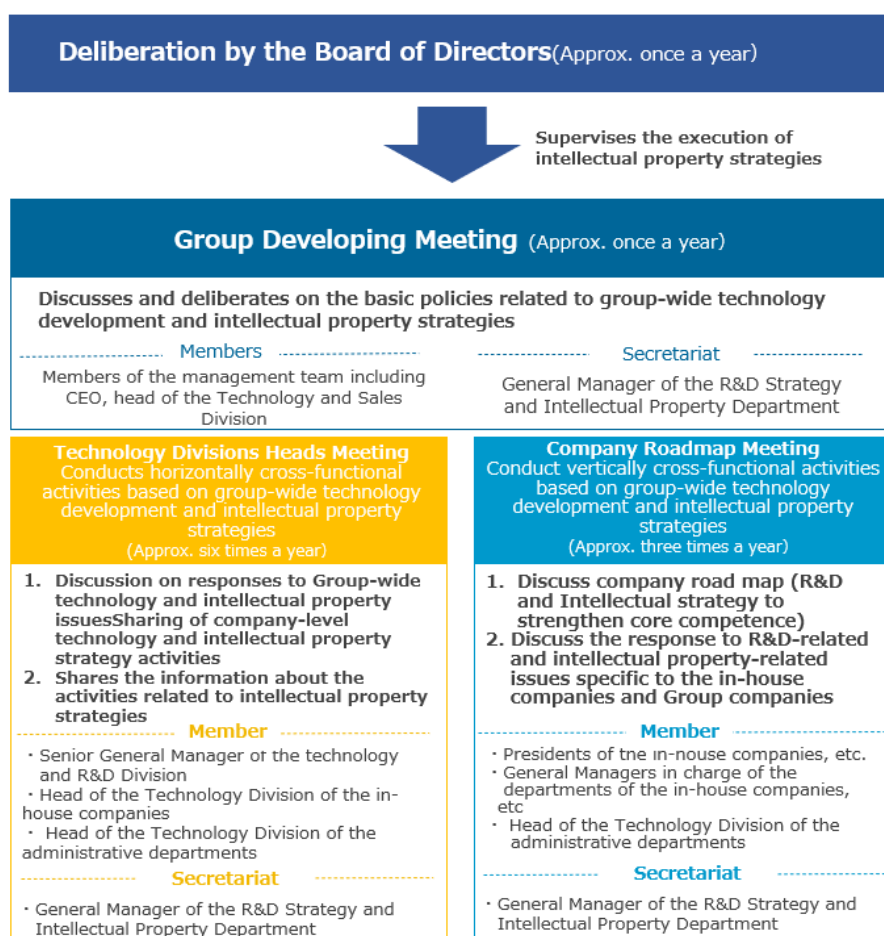 Deliberation by the Board of Directors(Approx. once a year)
Supervises the execution of
intellectual property strategies
Group Developing Meeting (Approx. once a year)
Discusses and deliberates on the basic policies related to group-wide technology
development and intellectual property strategies
Members
Members of the management team including
CEO, head of the Technology and Sales
Division
Secretariat
General Manager of the R&D Strategy
and Intellectual Property Department
Technology Divisions Heads Meeting
Conducts horizontally cross-functional
activities based on group-wide technology
development and intellectual property
strategies
(Approx. six times a year)
1. Discussion on responses to Group-wide
technology and intellectual property
issuesSharing of company-level
technology and intellectual property
strategy activities
2. Shares the information about the
activities related to intellectual property
strategies
Member
・Senior General Manager of the technology
and R&D Division
・Head of the Technology Division of the in-
house companies
・ Head of the Technology Division of the
administrative departments
Secretariat
・General Manager of the R&D Strategy and
Intellectual Property Department
Company Roadmap Meeting
Conduct vertically cross-functional activities
based on group-wide technology
development and intellectual property
strategies
(Approx. three times a year)
1. Discuss company road map (R&D
and Intellectual strategy to
strengthen core competence)
2. Discuss the response to R&D-related
and intellectual property-related
issues specific to the in-house
companies and Group companies
Member
・Presidents of the in-house companies, etc.
・General Managers in charge of the
departments of the in-house companies,
etc
・ Head of the Technology Division of the
administrative departments
Secretariat
・General Manager of the R&D Strategy and
Intellectual Property Department